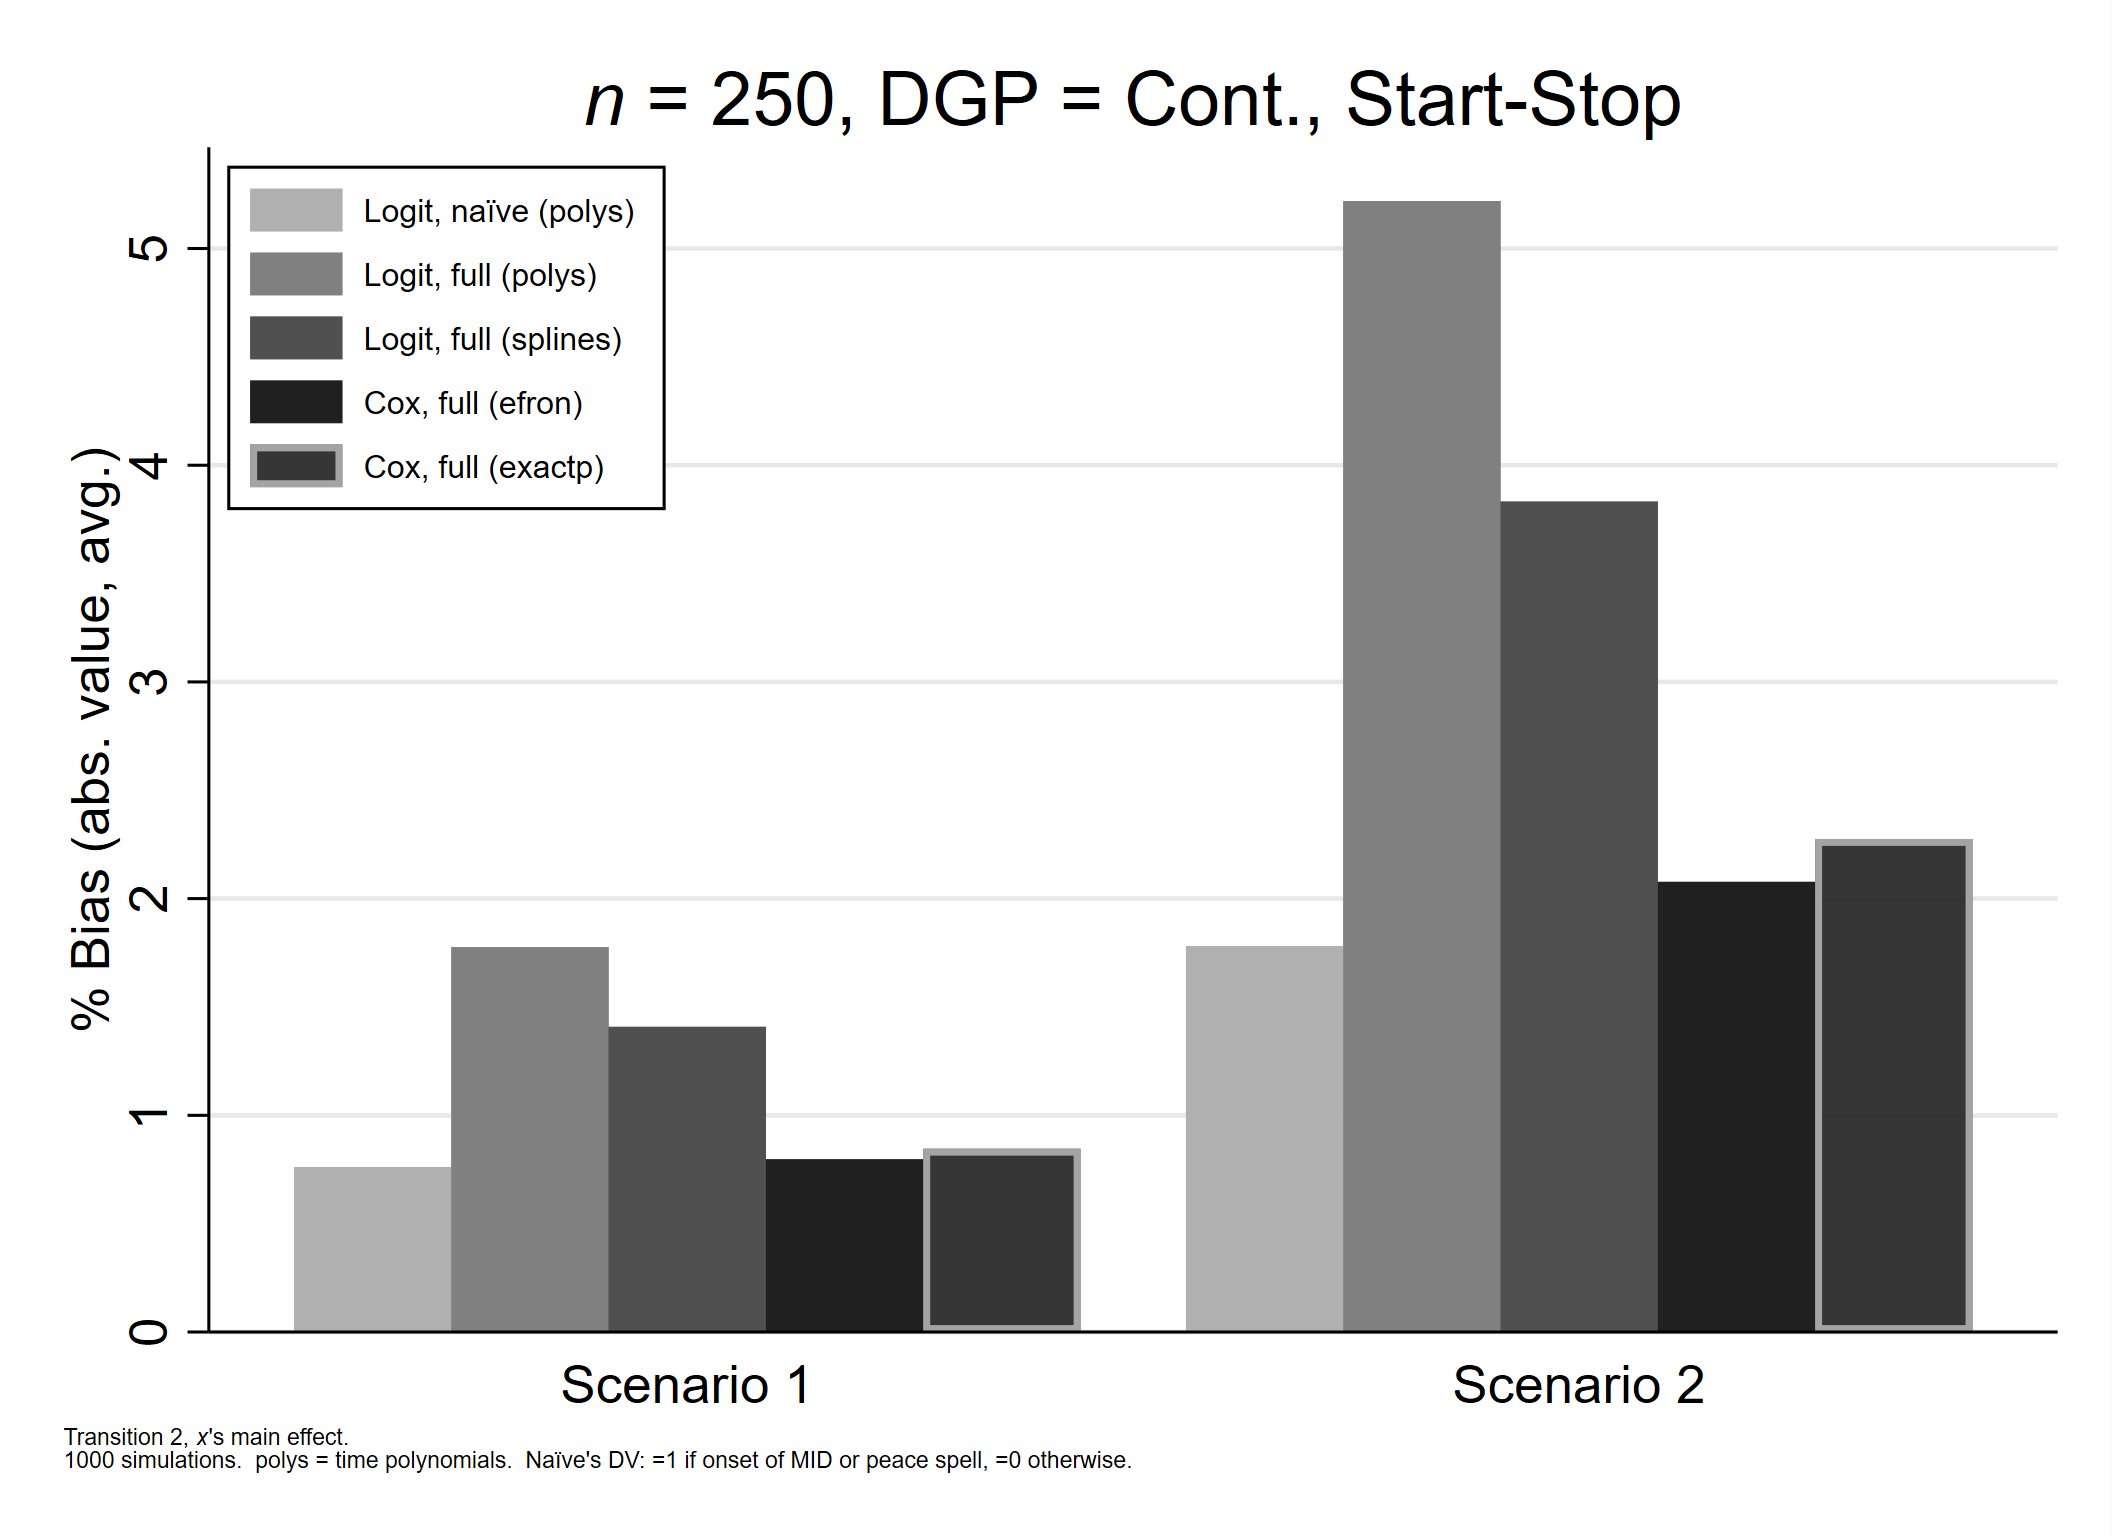 n = 250, DGP = Cont., Start-Stop
Logit, naïve (polys)
Logit, full (polys)
Logit, full (splines)
Cox, full (efron)
Cox, full (exactp)
% Bias (abs. value, avg.)
5
4
3
2
1
0
Scenario 1
Scenario 2
Transition 2, x's main effect.
1000 simulations.  polys = time polynomials.  Naïve's DV: =1 if onset of MID or peace spell, =0 otherwise.